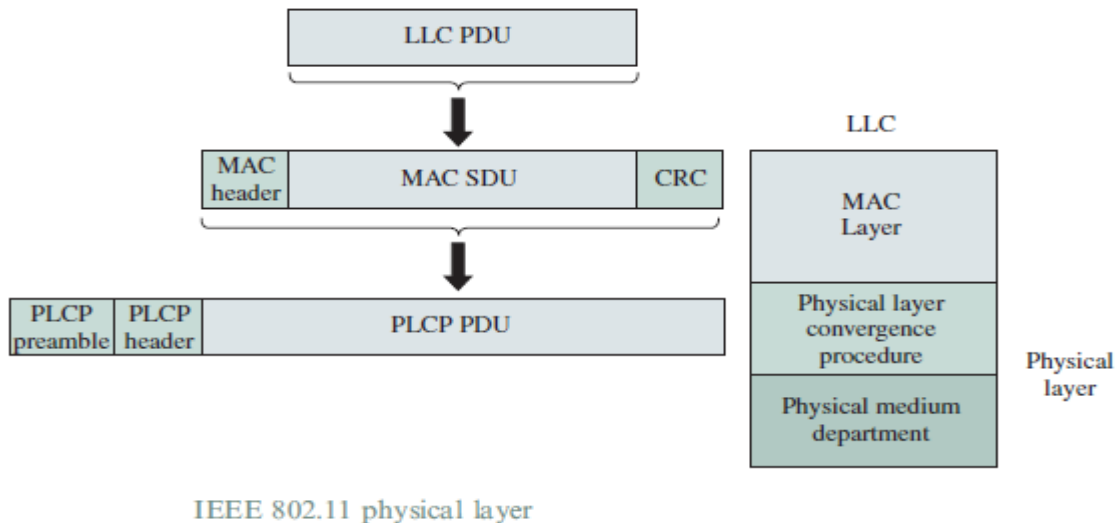 LLC PDU
LLC
MAC
header
MAC SDU
CRC
MAC
Layer
PLCP
preamble
PLCP
header
PLCP PDU
Physical layer
convergence
procedure
Physical
layer
Physical medium
department
IEEE 802.11 physical layer